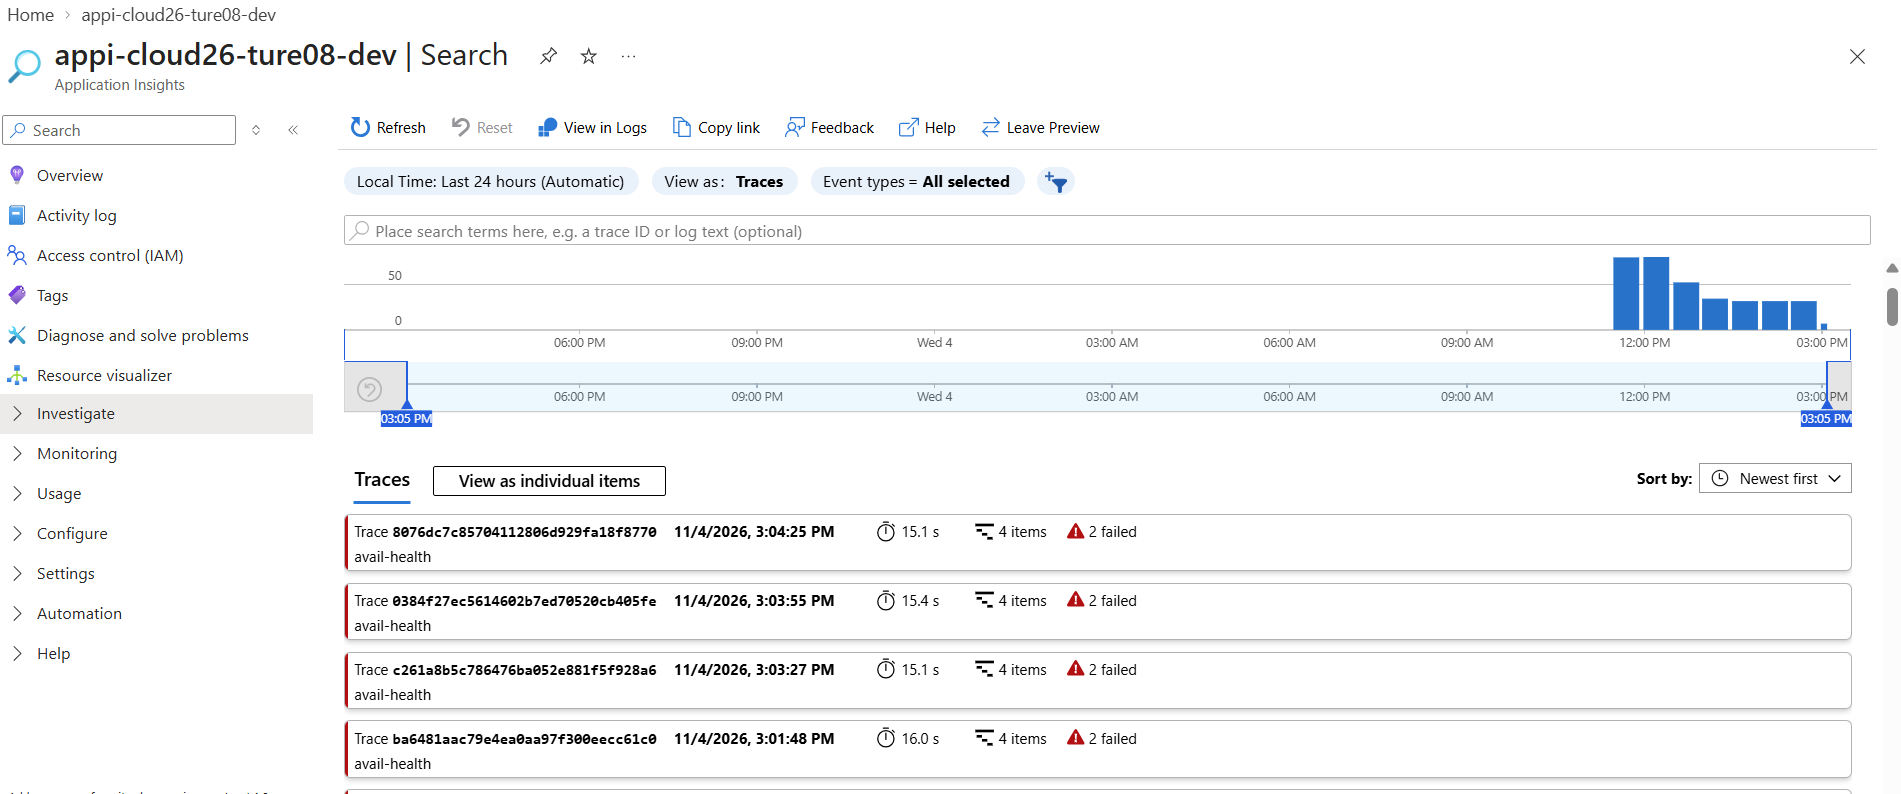 Home > appi-cloud26-ture08-dev
appi-cloud26-ture08-dev | Search
Application Insights
Search
Overview
Activity log
Access control (IAM)
Tags
Diagnose and solve problems
Resource visualizer
Investigate
Monitoring
Usage
Configure
Settings
Automation
Help
Refresh Reset View in Logs Copy link Feedback Help Leave Preview
Local Time: Last 24 hours (Automatic) View as: Traces Event types = All selected
Place search terms here, e.g. a trace ID or log text (optional)
50
0
06:00 PM 09:00 PM Wed 4 03:00 AM 06:00 AM 09:00 AM 12:00 PM 03:00 PM
06:00 PM 09:00 PM Wed 4 03:00 AM 06:00 AM 09:00 AM 12:00 PM 03:00 PM
03:05 PM 03:05 PM
Traces View as individual items Sort by: Newest first
Trace 8076dc7c85704112806d929fa18f8770 11/4/2026, 3:04:25 PM 15.1 s 4 items 2 failed
avail-health
Trace 0384f27ec5614602b7ed70520cb405fe 11/4/2026, 3:03:55 PM 15.4 s 4 items 2 failed
avail-health
Trace c261a8b5c786476ba052e881f5f928a6 11/4/2026, 3:03:27 PM 15.1 s 4 items 2 failed
avail-health
Trace ba6481aac79e4ea0aa97f300eecc61c0 11/4/2026, 3:01:48 PM 16.0 s 4 items 2 failed
avail-health